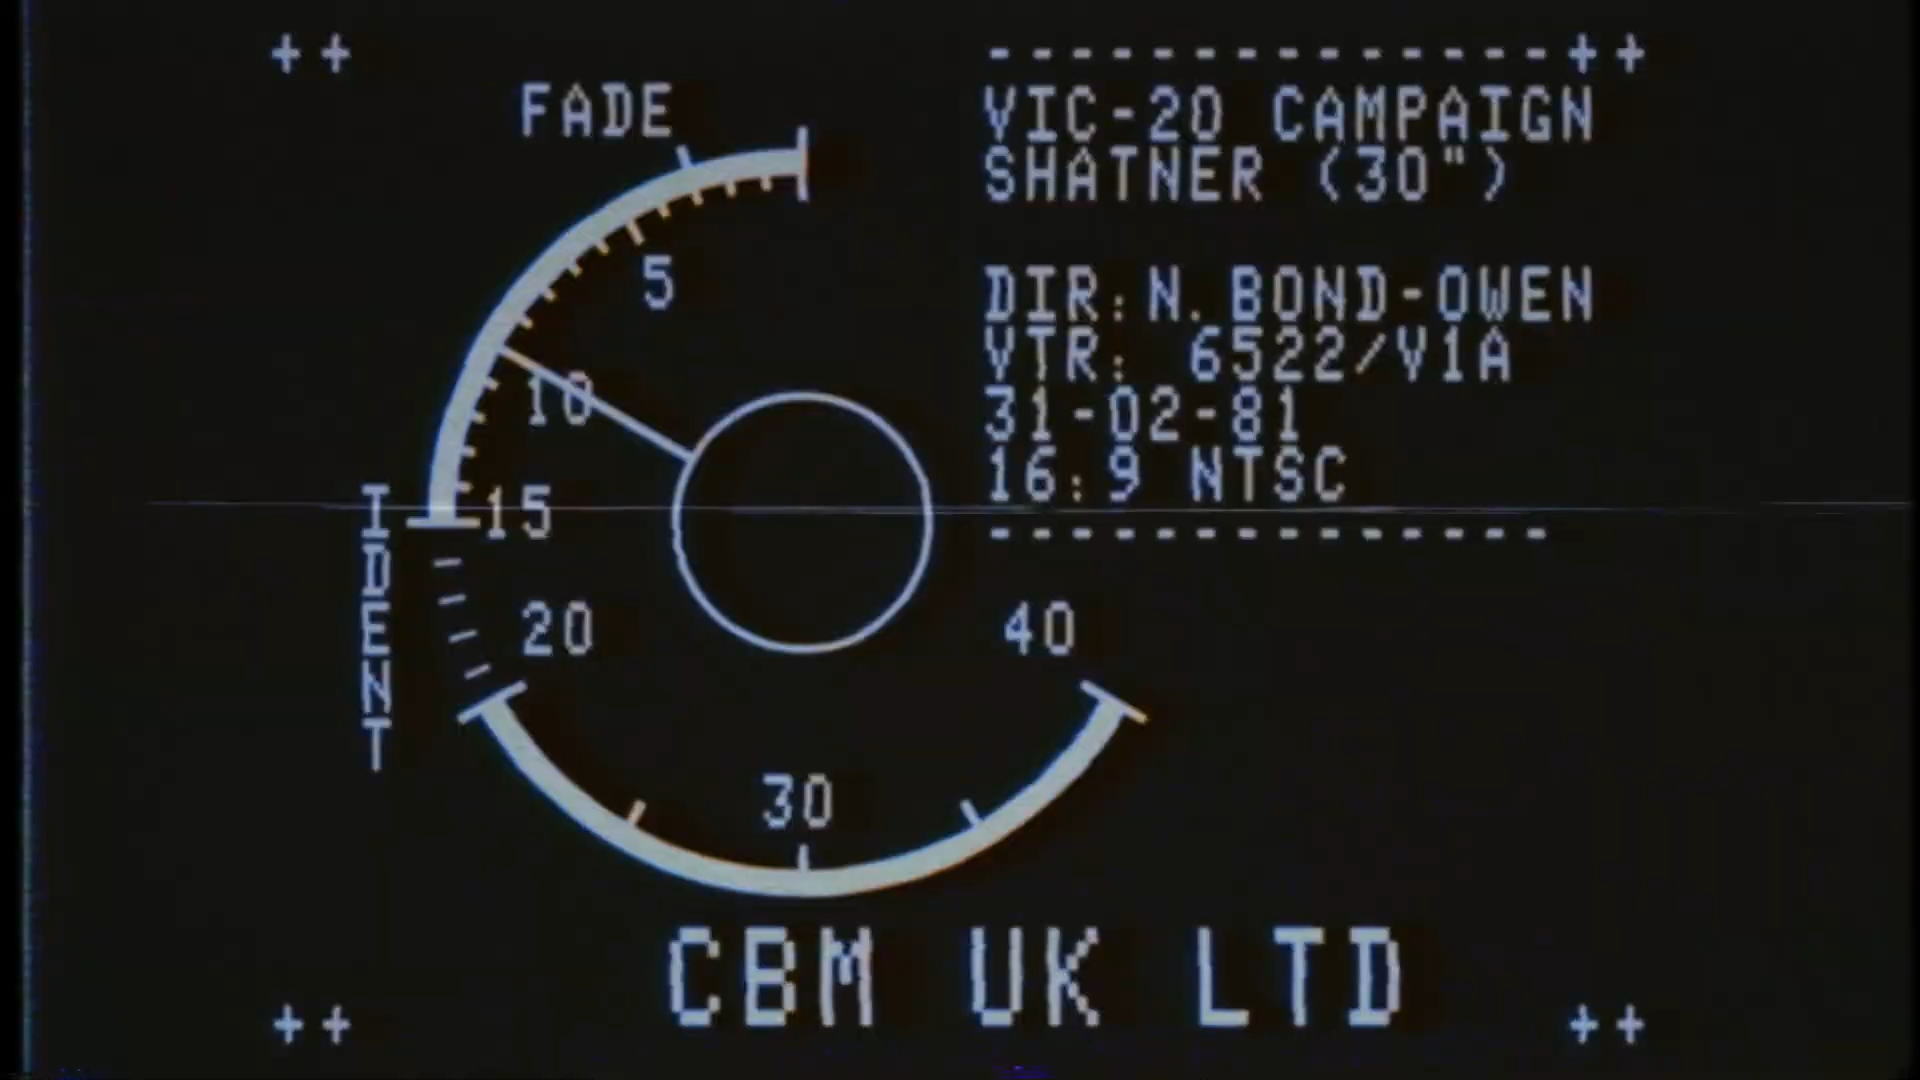 ++
--------------++
FADE
VIC-20 CAMPAIGN
SHATNER (30")
5
DIR:N.BOND-OWEN
VTR: 6522/V1A
10
31-02-81
16:9 NTSC
15
--------------
IDENT
20
40
30
CBM UK LTD
++
++